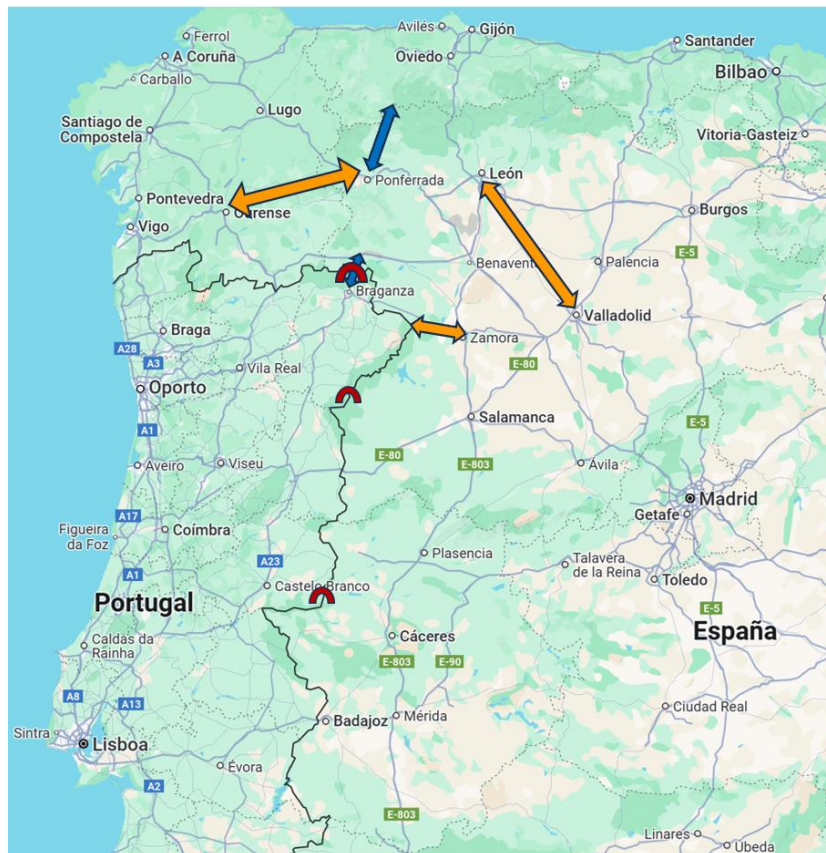 Ferrol
Avilés
Gijón
A Coruña
Oviedo
Santander
Bilbao
Carballo
Lugo
Santiago de
Compostela
Vitoria-Gasteiz
Ponferrada
León
Pontevedra
Vigo
Burgos
E-5
Benavente
Palencia
Braganza
Valladolid
Braga
Zamora
A28
A3
Vila Real
E-80
Oporto
Salamanca
A1
E-5
E-80
E-803
Aveiro
Viseu
Ávila
Madrid
Getafe
A17
Figueira
da Foz
Coímbra
A23
Plasencia
Talavera
de la Reina
A1
Castelo Branco
Toledo
Portugal
E-5
España
Caldas da
Rainha
Cáceres
E-803
E-90
A8
A13
Ciudad Real
Sintra
Lisboa
Badajoz
Mérida
Évora
A2
E-803
Linares
Úbeda